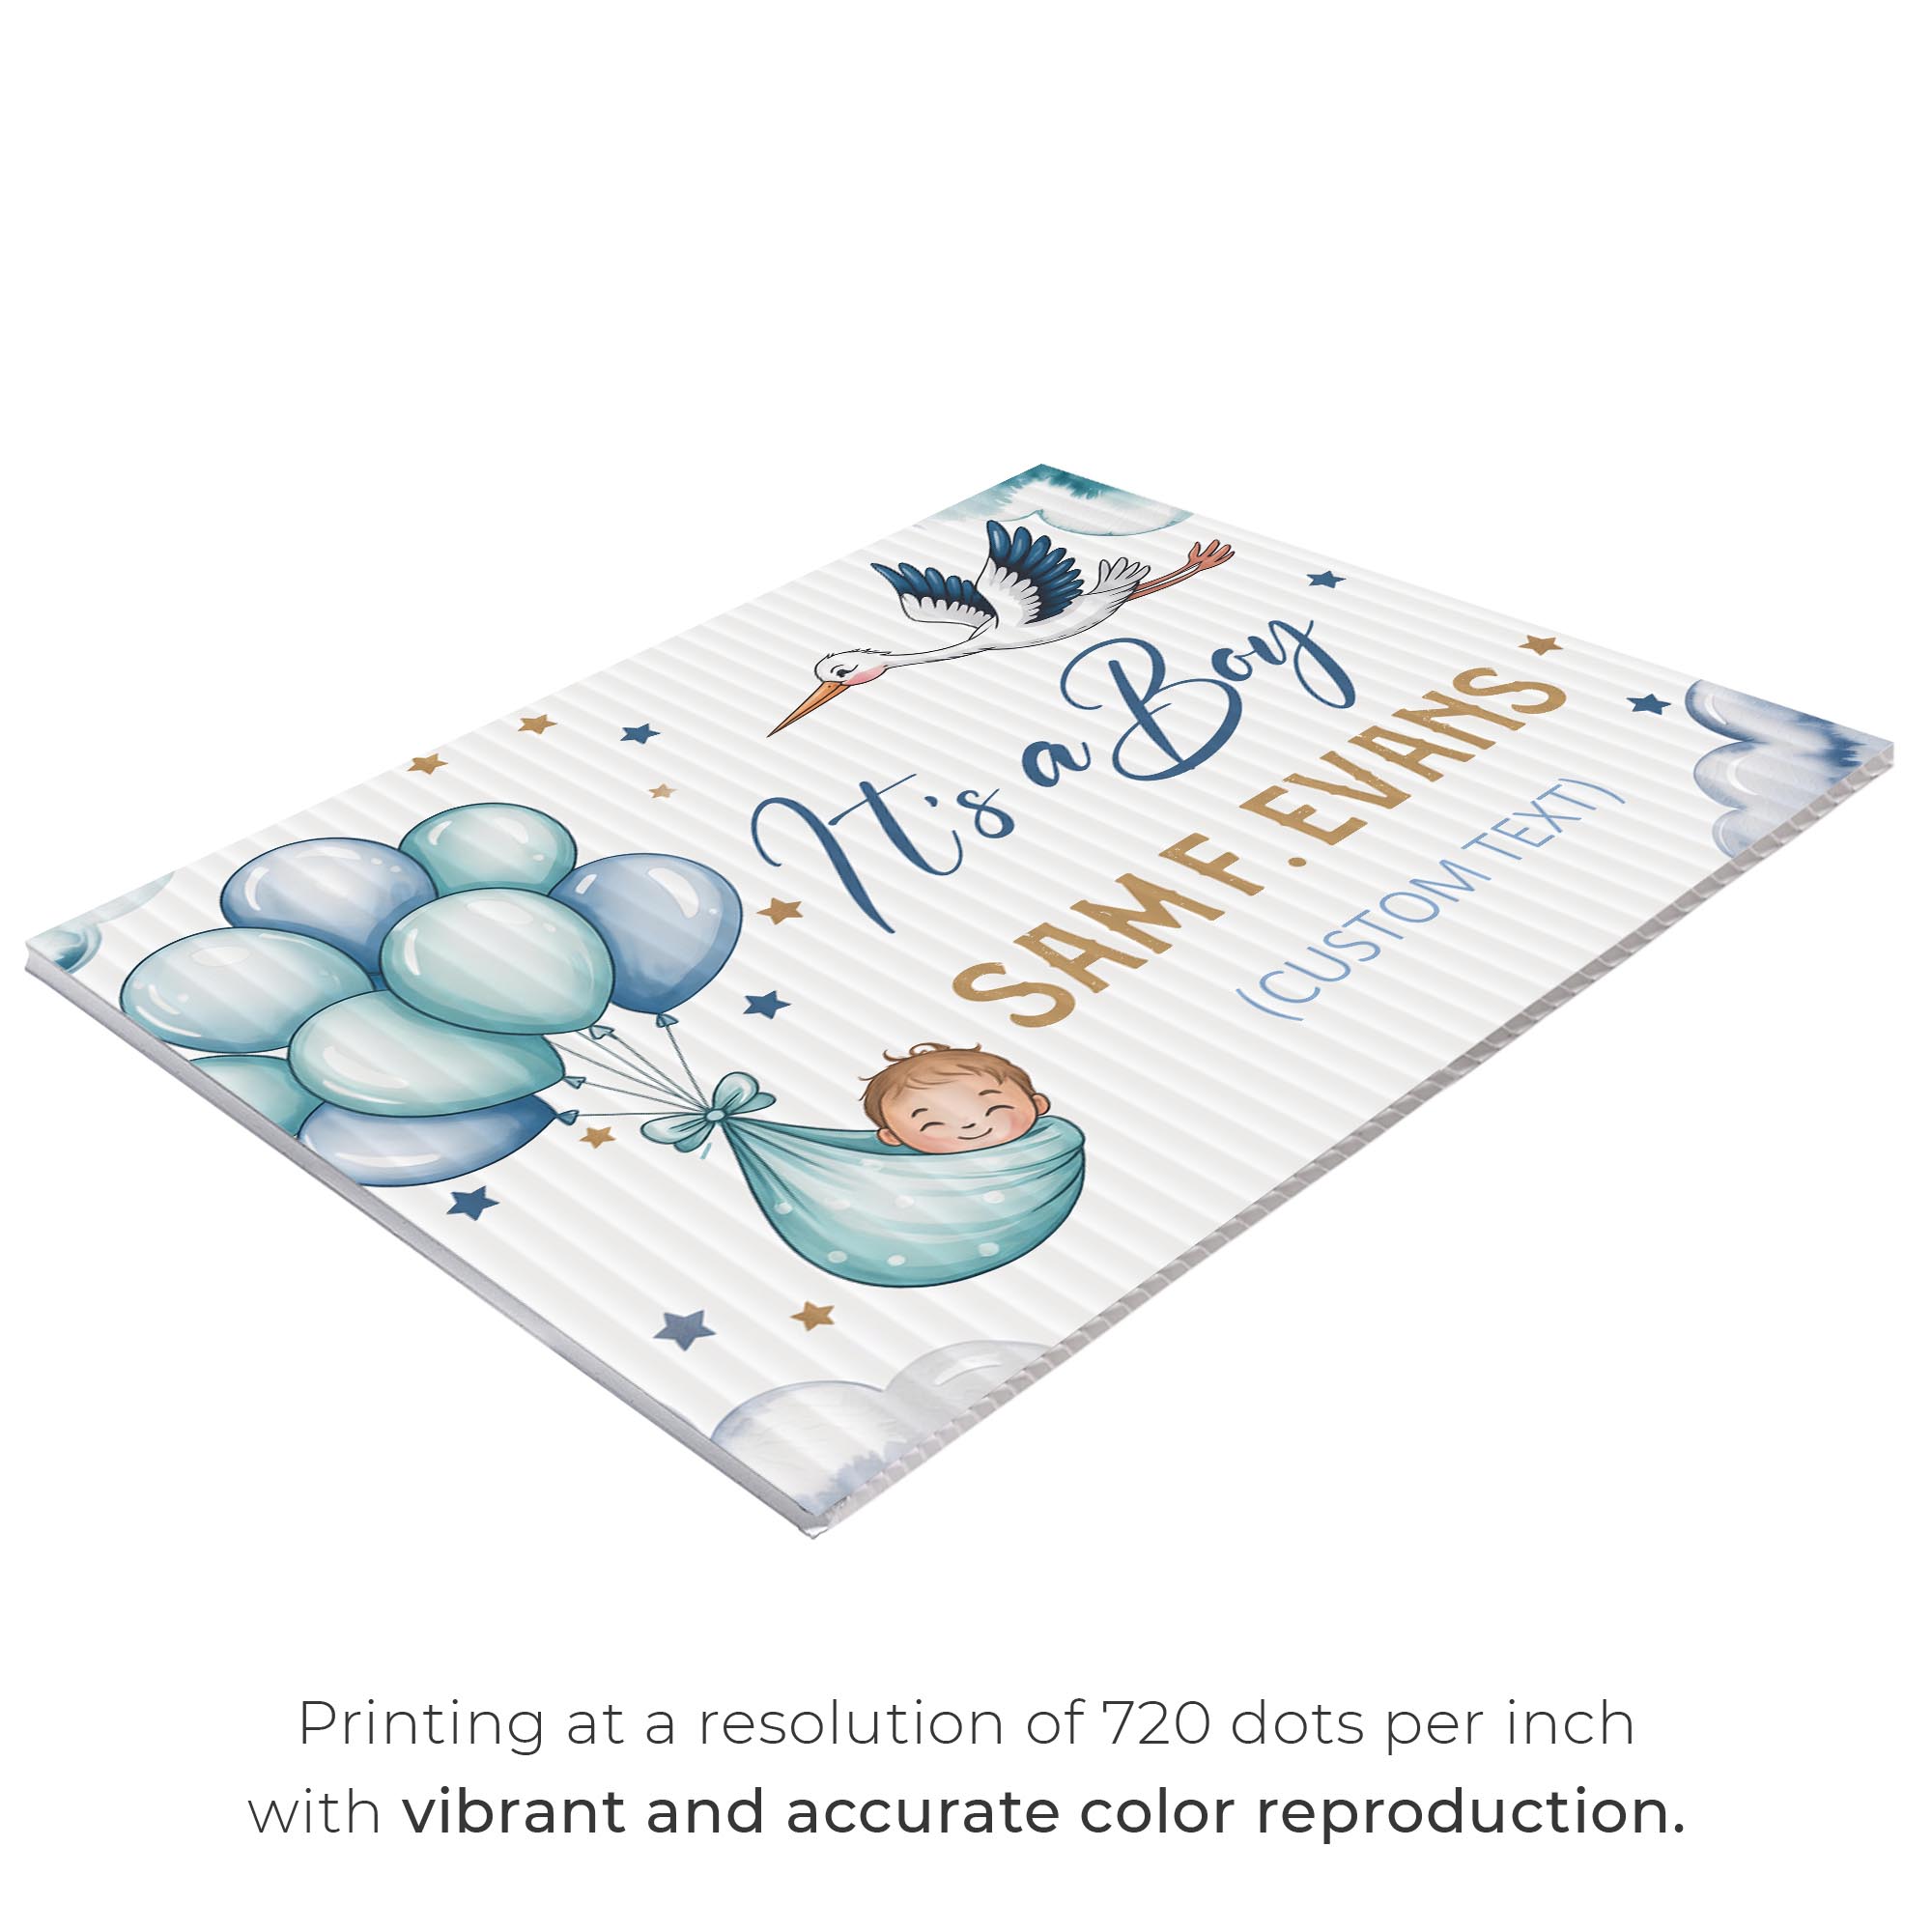 It's a Boy
SAM F. EVANS
(CUSTOM TEXT)
Printing at a resolution of 720 dots per inch
with vibrant and accurate color reproduction.